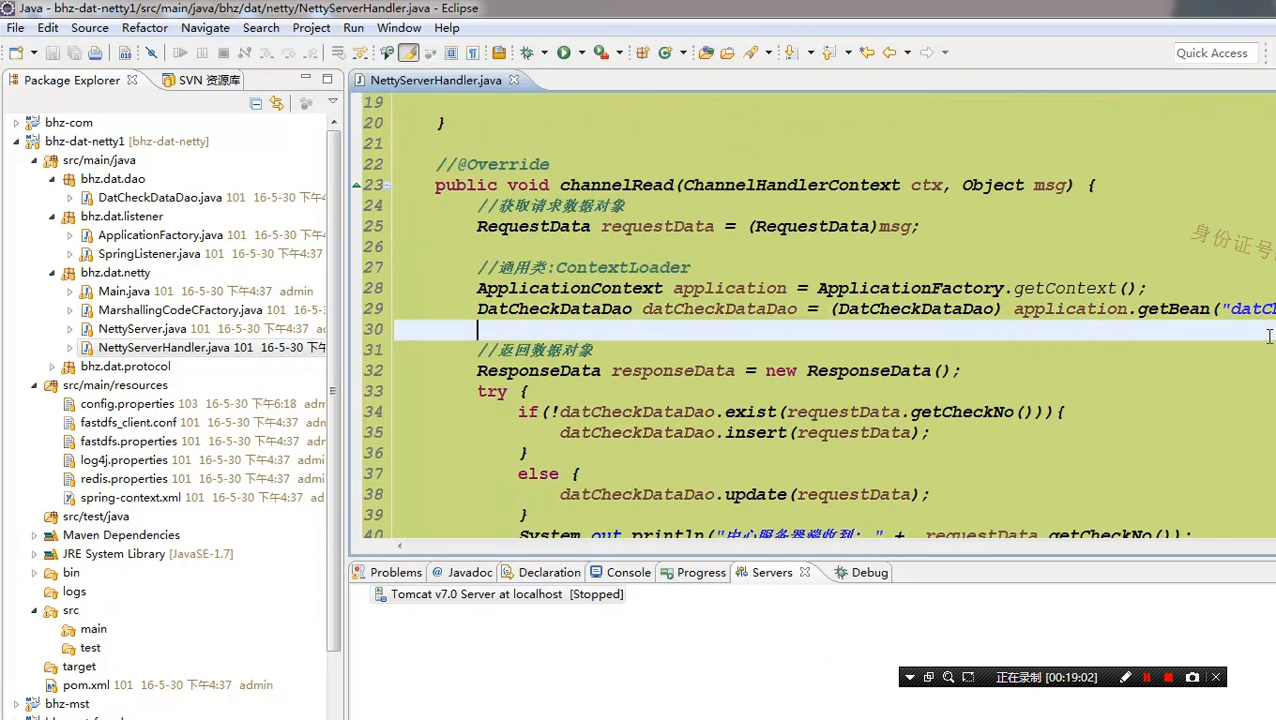 Java - bhz-dat-netty1/src/main/java/bhz/dat/netty/NettyServerHandler.java - Eclipse
File Edit Source Refactor Navigate Search Project Run Window Help
Quick Access
Package Explorer SVN 资源库
NettyServerHandler.java
bhz-com
bhz-dat-netty1 [bhz-dat-netty]
src/main/java
bhz.dat.dao
DatCheckDataDao.java 101 16-5-30 下午4
bhz.dat.listener
ApplicationFactory.java 101 16-5-30 下午4
SpringListener.java 101 16-5-30 下午4:37
bhz.dat.netty
Main.java 101 16-5-30 下午4:37 admin
MarshallingCodeCFactory.java 101 16-5-30
NettyServer.java 101 16-5-30 下午4:37
NettyServerHandler.java 101 16-5-30 下午
bhz.dat.protocol
src/main/resources
config.properties 103 16-5-30 下午6:18
fastdfs_client.conf 101 16-5-30 下午4:37
fastdfs.properties 101 16-5-30 下午4:37
log4j.properties 101 16-5-30 下午4:37 admin
redis.properties 101 16-5-30 下午4:37 admin
spring-context.xml 101 16-5-30 下午4:37 ad
src/test/java
Maven Dependencies
JRE System Library [JavaSE-1.7]
bin
logs
src
main
test
target
pom.xml 101 16-5-30 下午4:37 admin
bhz-mst
19
20 }
21
22 //@Override
23 public void channelRead(ChannelHandlerContext ctx, Object msg) {
24 //获取请求数据对象
25 RequestData requestData = (RequestData)msg;
26
27 //通用类:ContextLoader
28 ApplicationContext application = ApplicationFactory.getContext();
29 DatCheckDataDao datCheckDataDao = (DatCheckDataDao) application.getBean("datCh
30
31 //返回数据对象
32 ResponseData responseData = new ResponseData();
33 try {
34 if(!datCheckDataDao.exist(requestData.getCheckNo())){
35 datCheckDataDao.insert(requestData);
36 }
37 else {
38 datCheckDataDao.update(requestData);
39 }
40 System.out.println("中心服务器端收到: " + requestData.getCheckNo());
身份证号
Problems Javadoc Declaration Console Progress Servers Debug
Tomcat v7.0 Server at localhost [Stopped]
正在录制 [00:19:02]